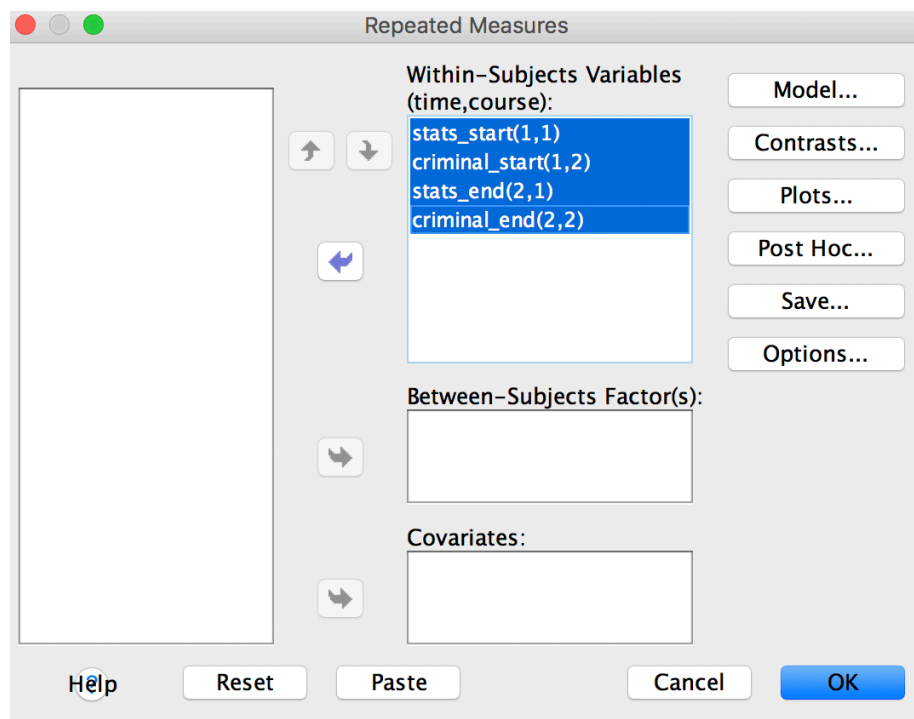 Repeated Measures
Within-Subjects Variables
(time,course):
stats_start(1,1)
criminal_start(1,2)
stats_end(2,1)
criminal_end(2,2)
Model...
Contrasts...
Plots...
Post Hoc...
Save...
Options...
Between-Subjects Factor(s):
Covariates:
Help
Reset
Paste
Cancel
OK